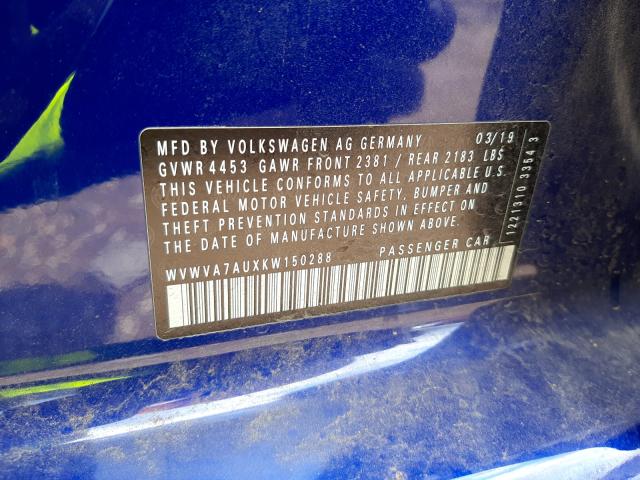 MFD BY VOLKSWAGEN AG GERMANY 03/19
GVWR 4453 GAWR FRONT 2381 / REAR 2183 LBS
THIS VEHICLE CONFORMS TO ALL APPLICABLE U.S.
FEDERAL MOTOR VEHICLE SAFETY, BUMPER AND
THEFT PREVENTION STANDARDS IN EFFECT ON
THE DATE OF MANUFACTURE SHOWN ABOVE.
WVWVA7AUXKW150288 PASSENGER CAR
1221310 3354 3